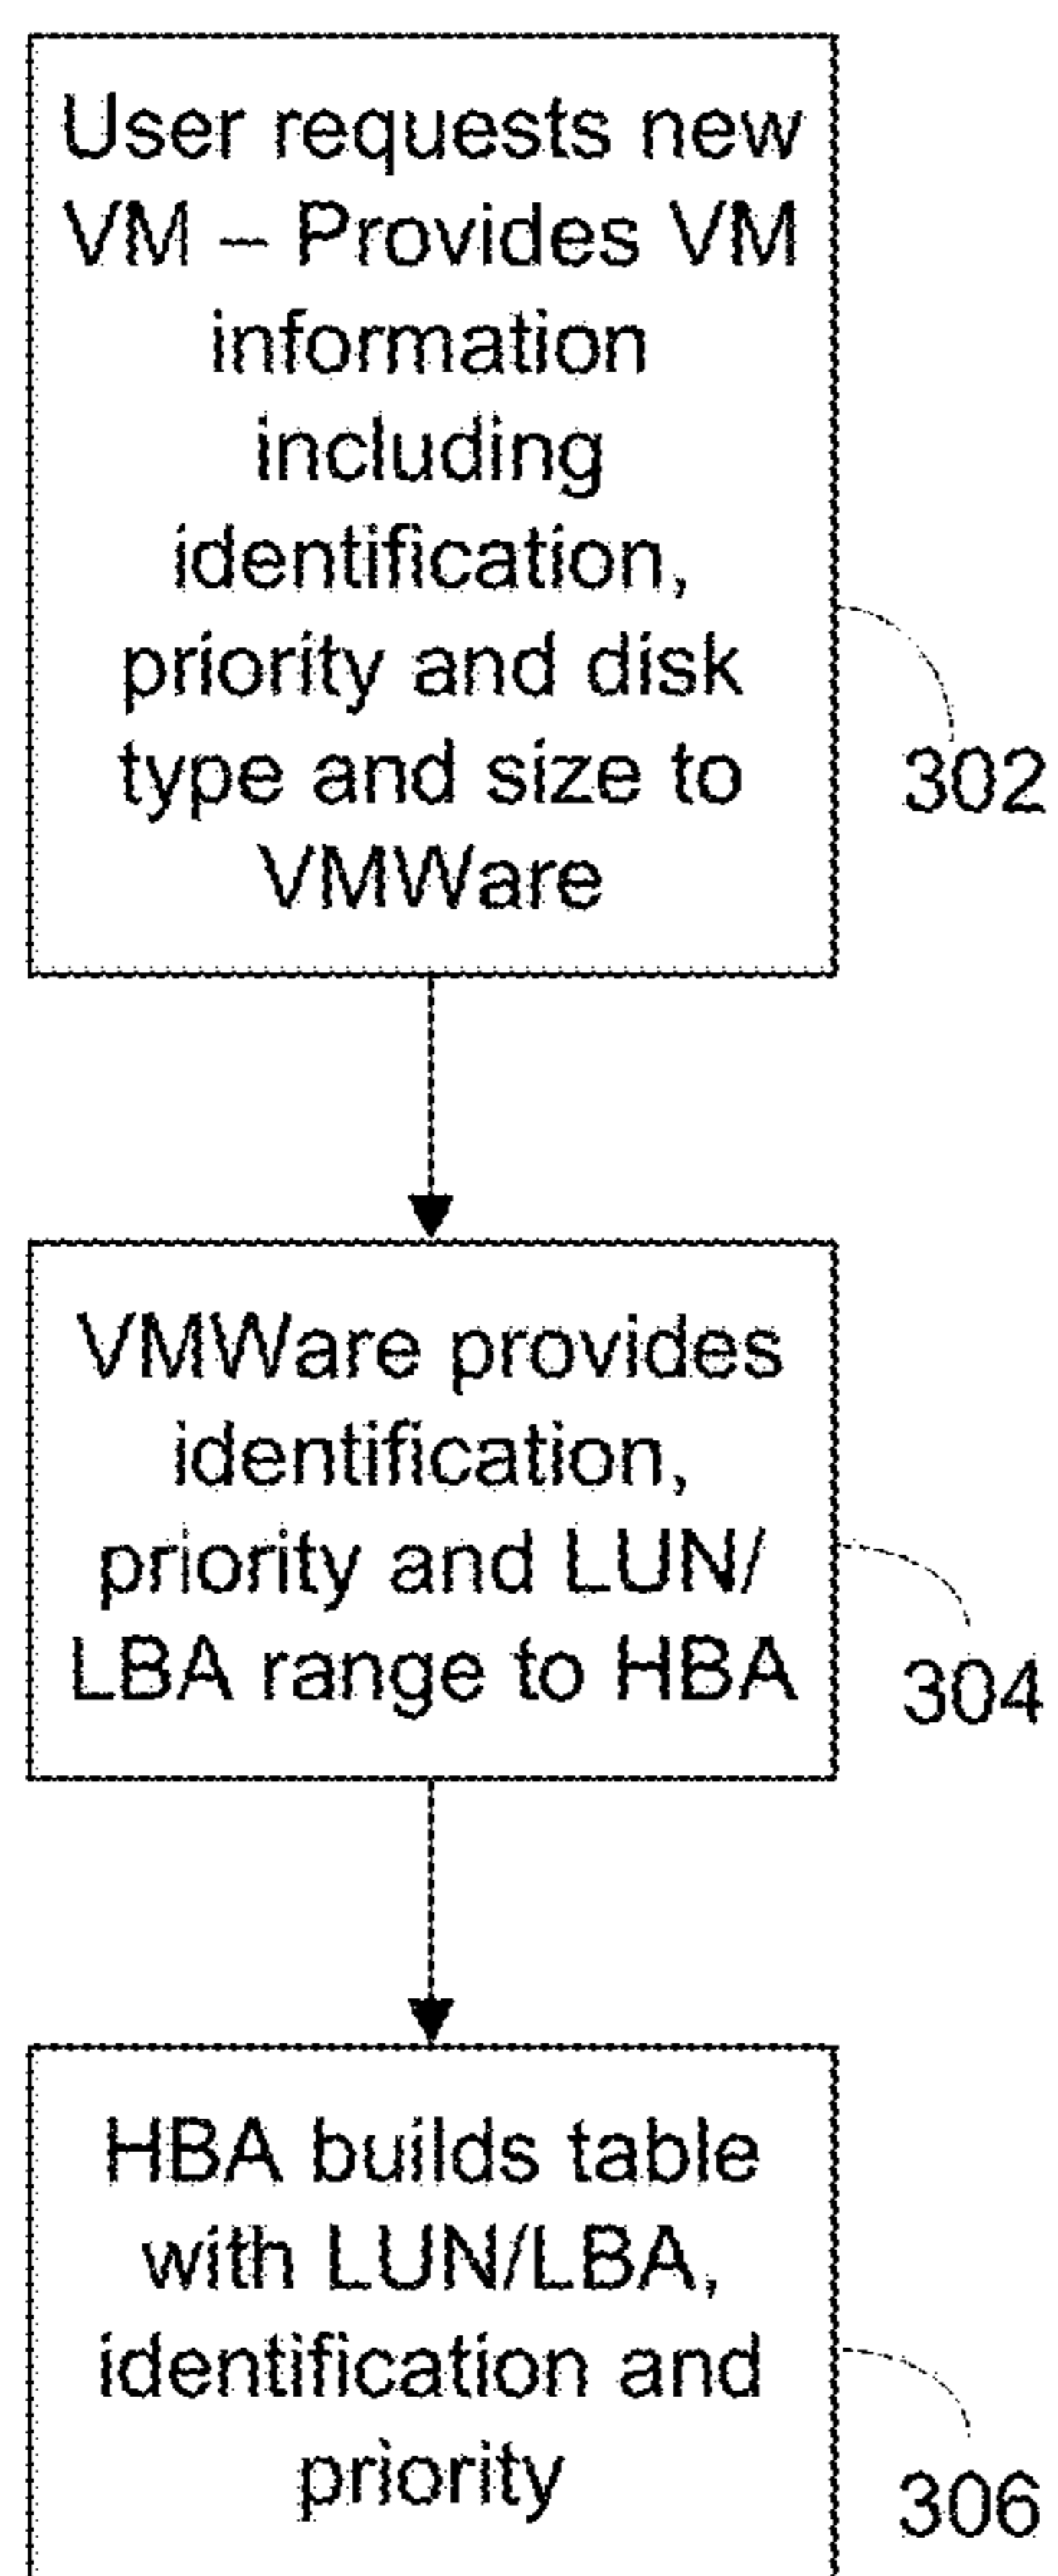 User requests new
VM – Provides VM
information
including
identification,
priority and disk
type and size to
VMWare
302
VMWare provides
identification,
priority and LUN/
LBA range to HBA
304
HBA builds table
with LUN/LBA,
identification and
priority
306